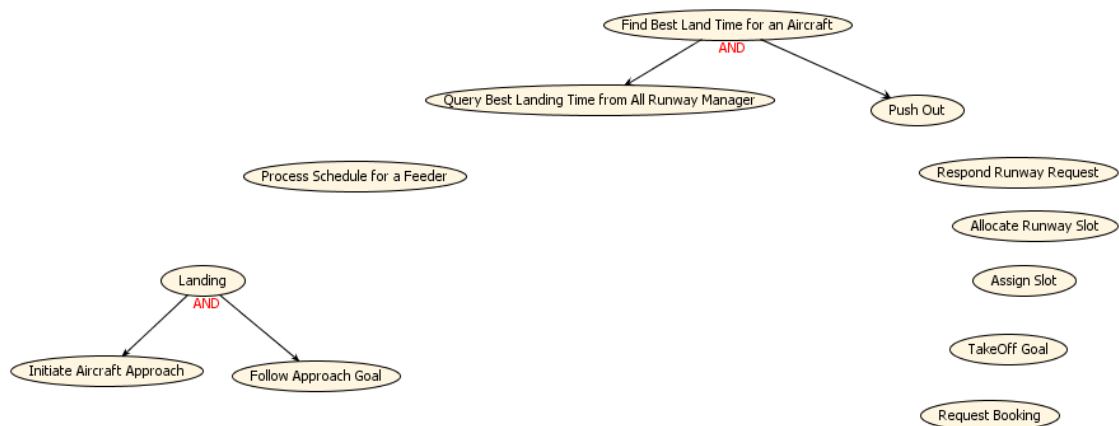 Find Best Land Time for an Aircraft
AND
Query Best Landing Time from All Runway Manager
Push Out
Process Schedule for a Feeder
Respond Runway Request
Allocate Runway Slot
Landing
AND
Assign Slot
Initiate Aircraft Approach
Follow Approach Goal
TakeOff Goal
Request Booking